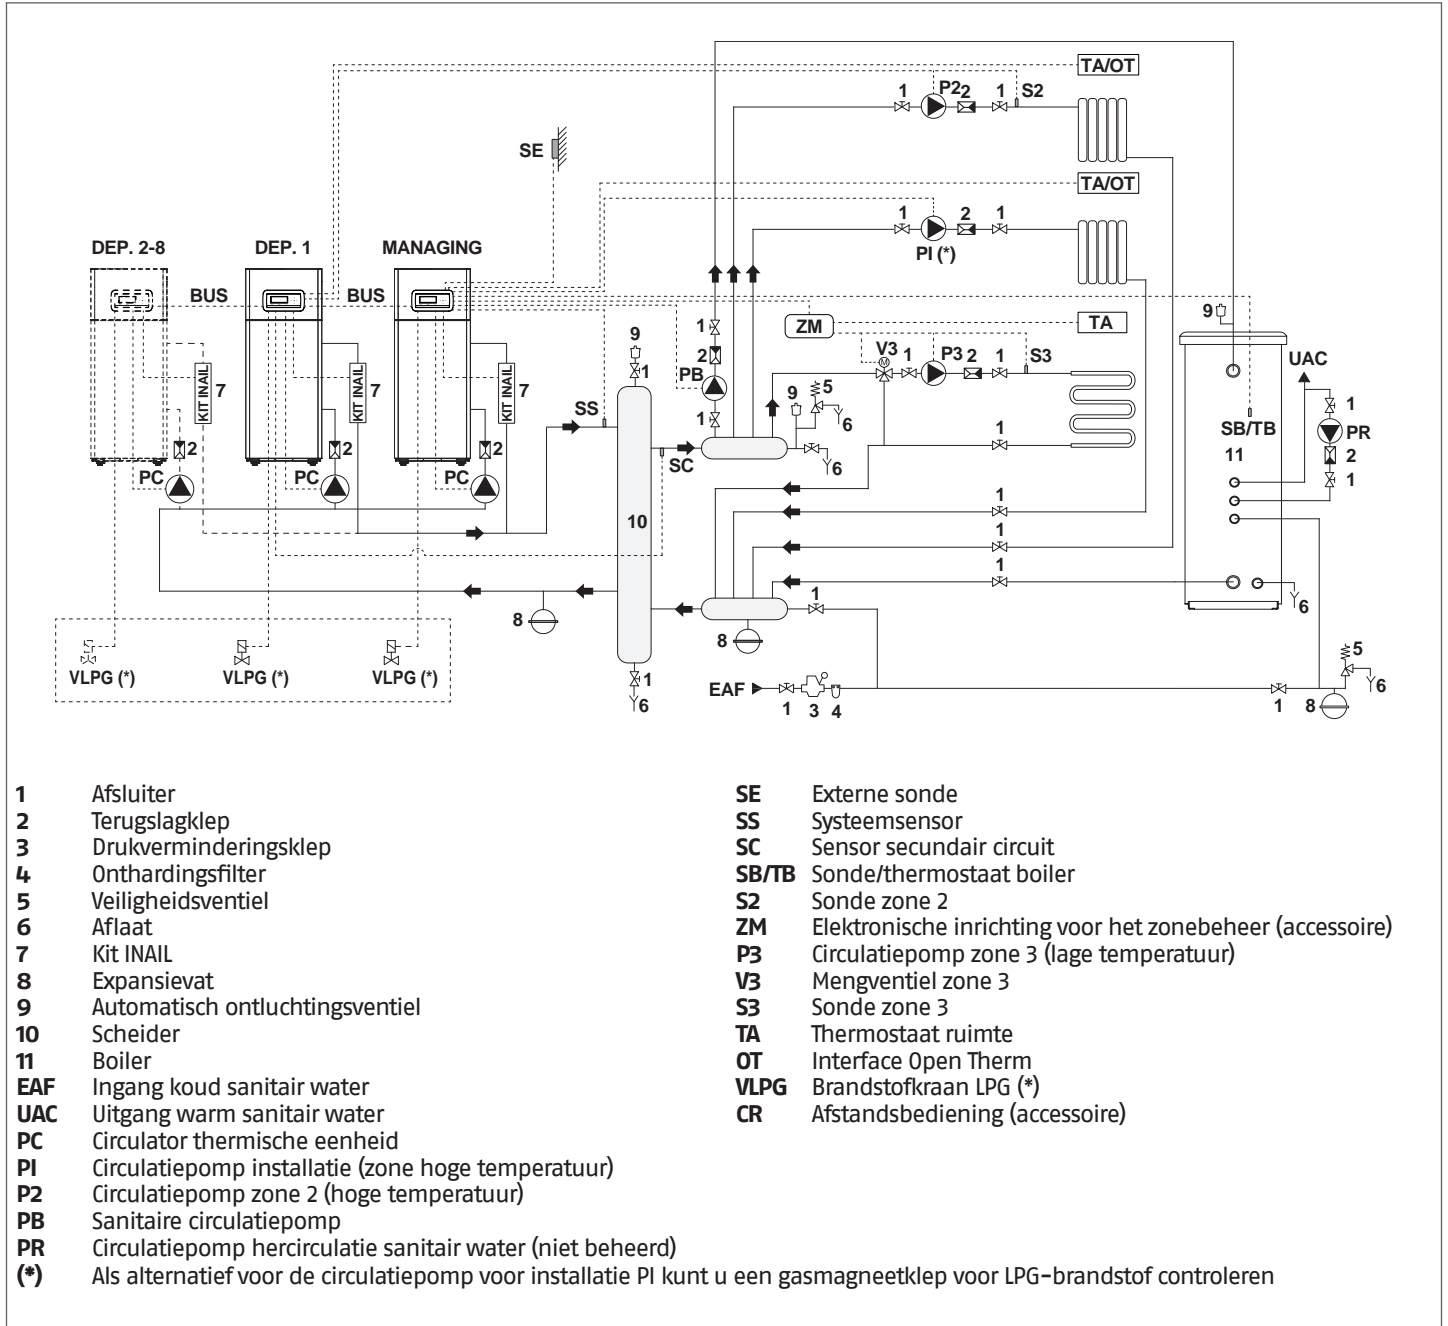 TA/OT
1 P2 2 1 S2
SE
TA/OT
1 2 1
PI (*)
DEP. 2-8 DEP. 1 MANAGING
BUS BUS
9
ZM TA
1
9
2
V3 1 P3 2 1 S3
UAC
PB
1
KIT INAIL 7 KIT INAIL 7 KIT INAIL 7
9 5
1
SS
1
6
SB/TB
PR
2 2 2
SC
1
11
2
PC PC PC
6
1
10
1
1
1
1
6
8
8
5
VLPG (*) VLPG (*) VLPG (*)
1
6
EAF
6
1 3 4
1 8
1 Afsluiter
2 Terugslagklep
3 Drukverminderingsklep
4 Onthardingsfilter
5 Veiligheidsventiel
6 Aflaat
7 Kit INAIL
8 Expansievat
9 Automatisch ontluchtingsventiel
10 Scheider
11 Boiler
EAF Ingang koud sanitair water
UAC Uitgang warm sanitair water
PC Circulator thermische eenheid
PI Circulatiepomp installatie (zone hoge temperatuur)
P2 Circulatiepomp zone 2 (hoge temperatuur)
PB Sanitaire circulatiepomp
PR Circulatiepomp hercirculatie sanitair water (niet beheerd)
(*) Als alternatief voor de circulatiepomp voor installatie PI kunt u een gasmagneetklep voor LPG-brandstof controleren
SE Externe sonde
SS Systeemsensor
SC Sensor secundair circuit
SB/TB Sonde/thermostaat boiler
S2 Sonde zone 2
ZM Elektronische inrichting voor het zonebeheer (accessoire)
P3 Circulatiepomp zone 3 (lage temperatuur)
V3 Mengventiel zone 3
S3 Sonde zone 3
TA Thermostaat ruimte
OT Interface Open Therm
VLPG Brandstofkraan LPG (*)
CR Afstandsbediening (accessoire)